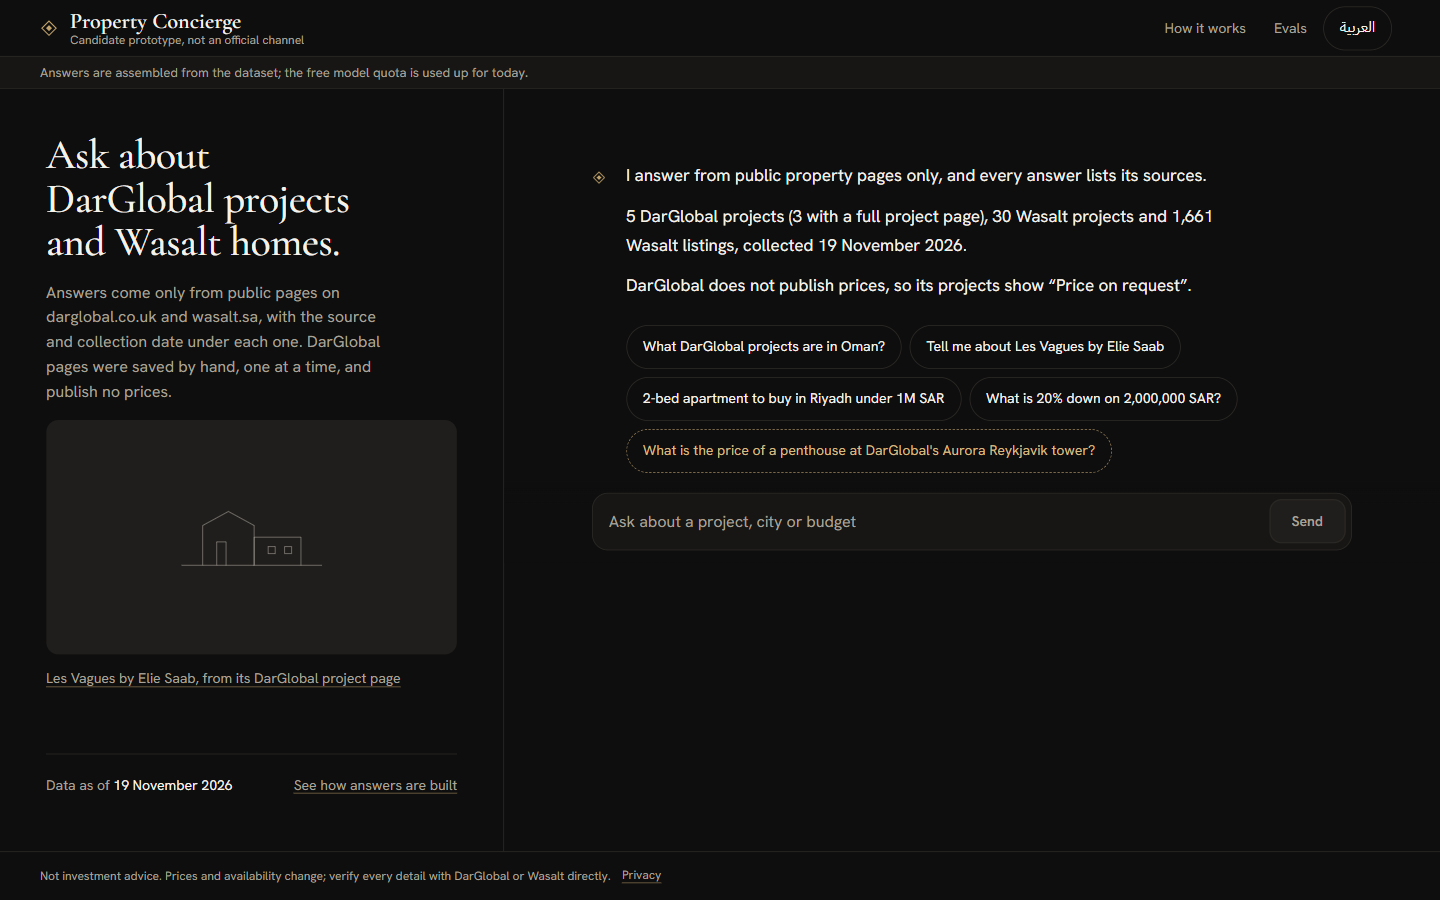 Property Concierge
Candidate prototype, not an official channel
How it works
Evals
العربية
Answers are assembled from the dataset; the free model quota is used up for today.
Ask about
DarGlobal projects
and Wasalt homes.
Answers come only from public pages on
darglobal.co.uk and wasalt.sa, with the source
and collection date under each one. DarGlobal
pages were saved by hand, one at a time, and
publish no prices.
Les Vagues by Elie Saab, from its DarGlobal project page
Data as of 19 November 2026
See how answers are built
I answer from public property pages only, and every answer lists its sources.
5 DarGlobal projects (3 with a full project page), 30 Wasalt projects and 1,661
Wasalt listings, collected 19 November 2026.
DarGlobal does not publish prices, so its projects show “Price on request”.
What DarGlobal projects are in Oman?
Tell me about Les Vagues by Elie Saab
2-bed apartment to buy in Riyadh under 1M SAR
What is 20% down on 2,000,000 SAR?
What is the price of a penthouse at DarGlobal's Aurora Reykjavik tower?
Ask about a project, city or budget
Send
Not investment advice. Prices and availability change; verify every detail with DarGlobal or Wasalt directly.
Privacy